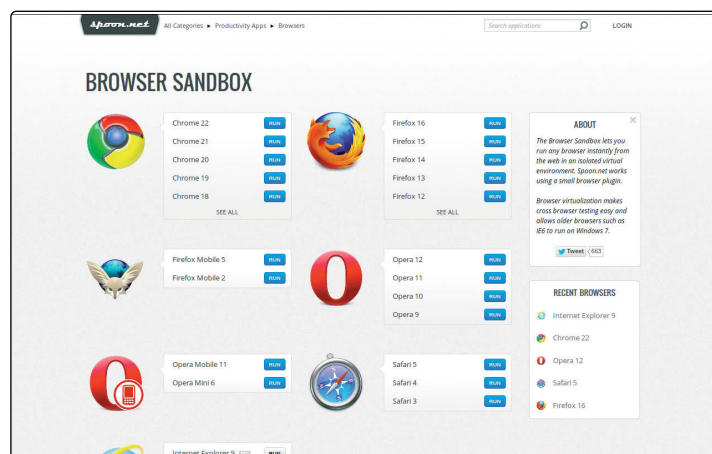 spoon.net
All Categories ▸ Productivity Apps ▸ Browsers
Search applications
LOGIN
BROWSER SANDBOX
Chrome 22 RUN
Chrome 21 RUN
Chrome 20 RUN
Chrome 19 RUN
Chrome 18 RUN
SEE ALL
Firefox 16 RUN
Firefox 15 RUN
Firefox 14 RUN
Firefox 13 RUN
Firefox 12 RUN
SEE ALL
Firefox Mobile 5 RUN
Firefox Mobile 2 RUN
Opera 12 RUN
Opera 11 RUN
Opera 10 RUN
Opera 9 RUN
Opera Mobile 11 RUN
Opera Mini 6 RUN
Safari 5 RUN
Safari 4 RUN
Safari 3 RUN
Internet Explorer 9 RUN
ABOUT
The Browser Sandbox lets you
run any browser instantly from
the web in an isolated virtual
environment. Spoon.net works
using a small browser plugin.
Browser virtualization makes
cross browser testing easy and
allows older browsers such as
IE6 to run on Windows 7.
Tweet 663
RECENT BROWSERS
Internet Explorer 9
Chrome 22
Opera 12
Safari 5
Firefox 16